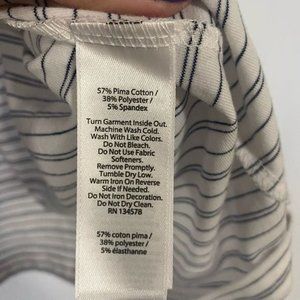 57% Pima Cotton /
38% Polyester /
5% Spandex
Turn Garment Inside Out.
Machine Wash Cold.
Wash With Like Colors.
Do Not Bleach.
Do Not Use Fabric
Softeners.
Remove Promptly.
Tumble Dry Low.
Warm Iron On Reverse
Side If Needed.
Do Not Iron Decoration.
Do Not Dry Clean.
RN 134578
57% coton pima /
38% polyester /
5% élasthanne